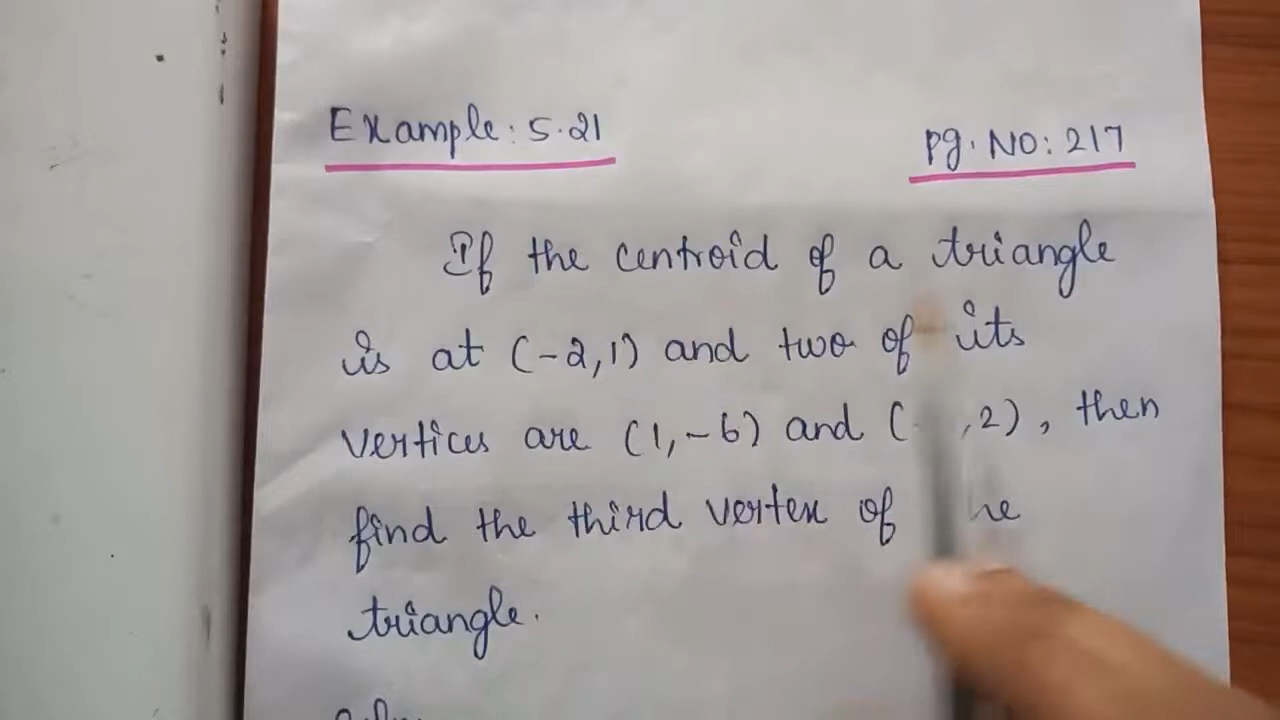 Example: 5.21
pg. No: 217
If the centroid of a triangle
is at (-2,1) and two of its
vertices are (1,-6) and ( ,2), then
find the third vertex of
triangle.